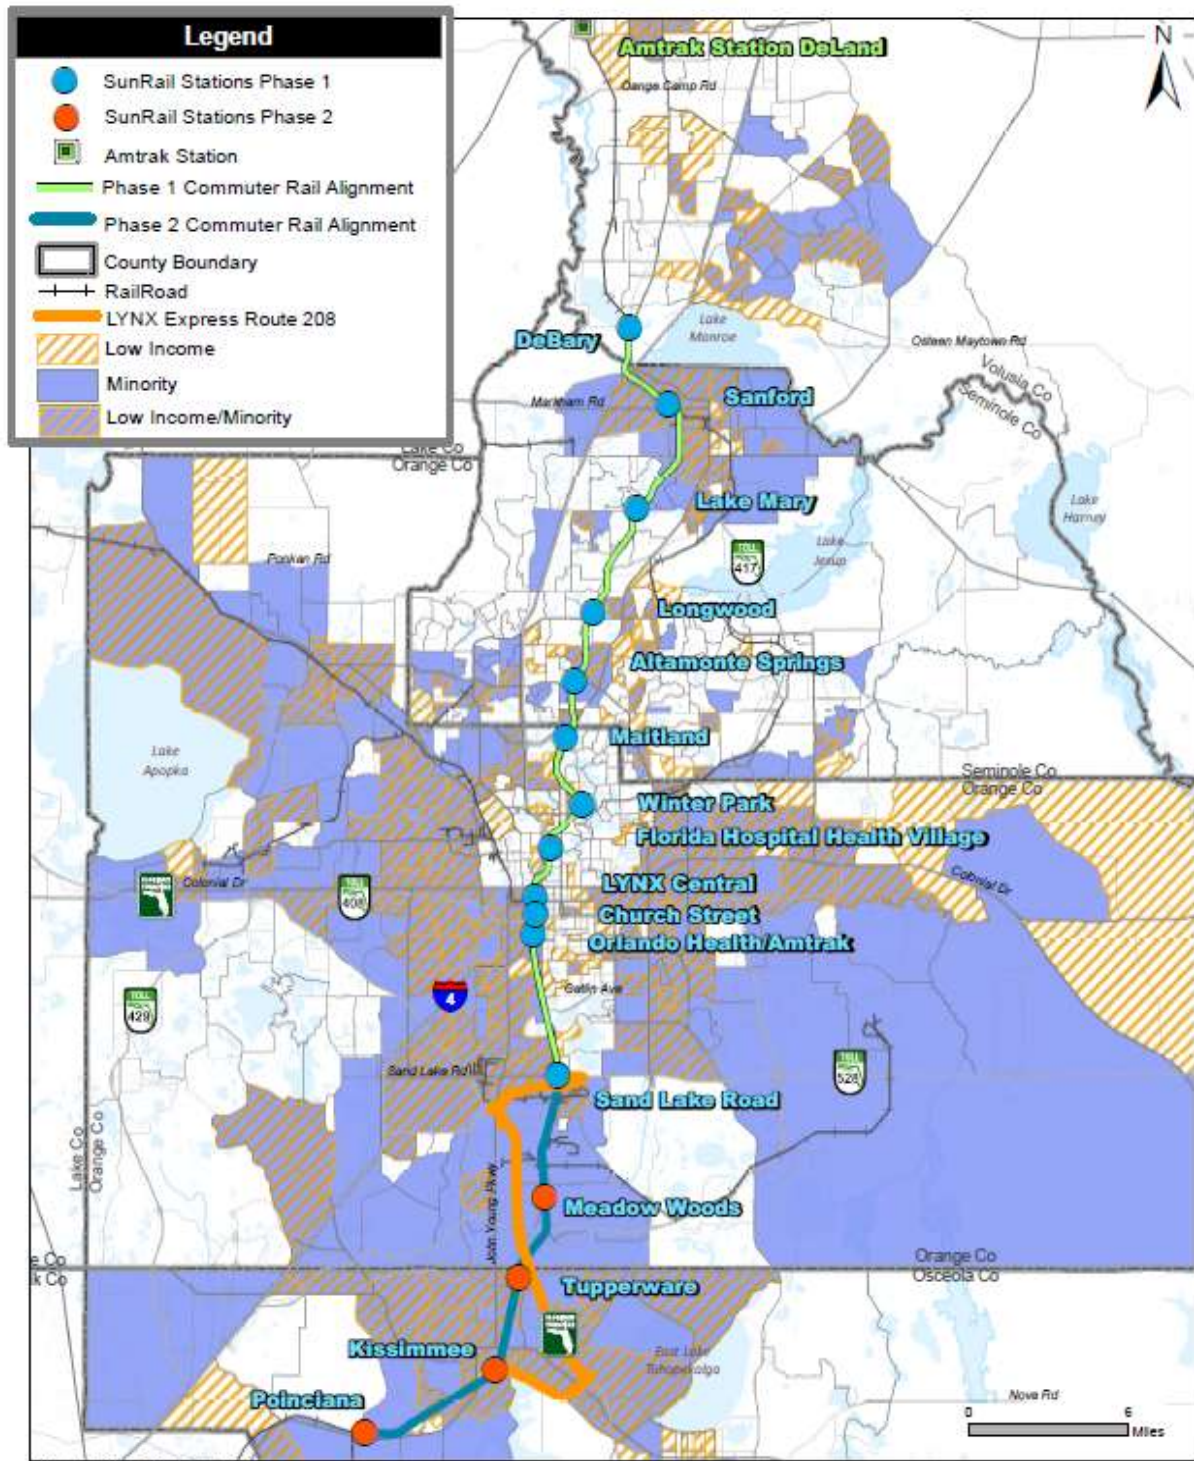 Legend
SunRail Stations Phase 1
SunRail Stations Phase 2
Amtrak Station
Phase 1 Commuter Rail Alignment
Phase 2 Commuter Rail Alignment
County Boundary
RailRoad
LYNX Express Route 208
Low Income
Minority
Low Income/Minority
N
Amtrak Station DeLand
Orange Camp Rd
Lake
Monroe
DeBary
Osteen Maytown Rd
Volusia Co
Seminole Co
Markham Rd
Sanford
Lake Co
Orange Co
Lake Mary
Lake
Harney
Lake
Jesup
TOLL
417
Ponkan Rd
Longwood
Altamonte Springs
Lake
Apopka
Maitland
Seminole Co
Orange Co
Winter Park
Florida Hospital Health Village
Colonial Dr
TOLL
408
LYNX Central
Colonial Dr
Church Street
Orlando Health/Amtrak
4
Gatlin Ave
TOLL
429
Sand Lake Rd
TOLL
528
Sand Lake Road
Lake Co
Orange Co
John Young Pkwy
Meadow Woods
Orange Co
Osceola Co
e Co
k Co
Tupperware
Kissimmee
East Lake
Tohopekaliga
Poinciana
Nova Rd
0 6
Miles